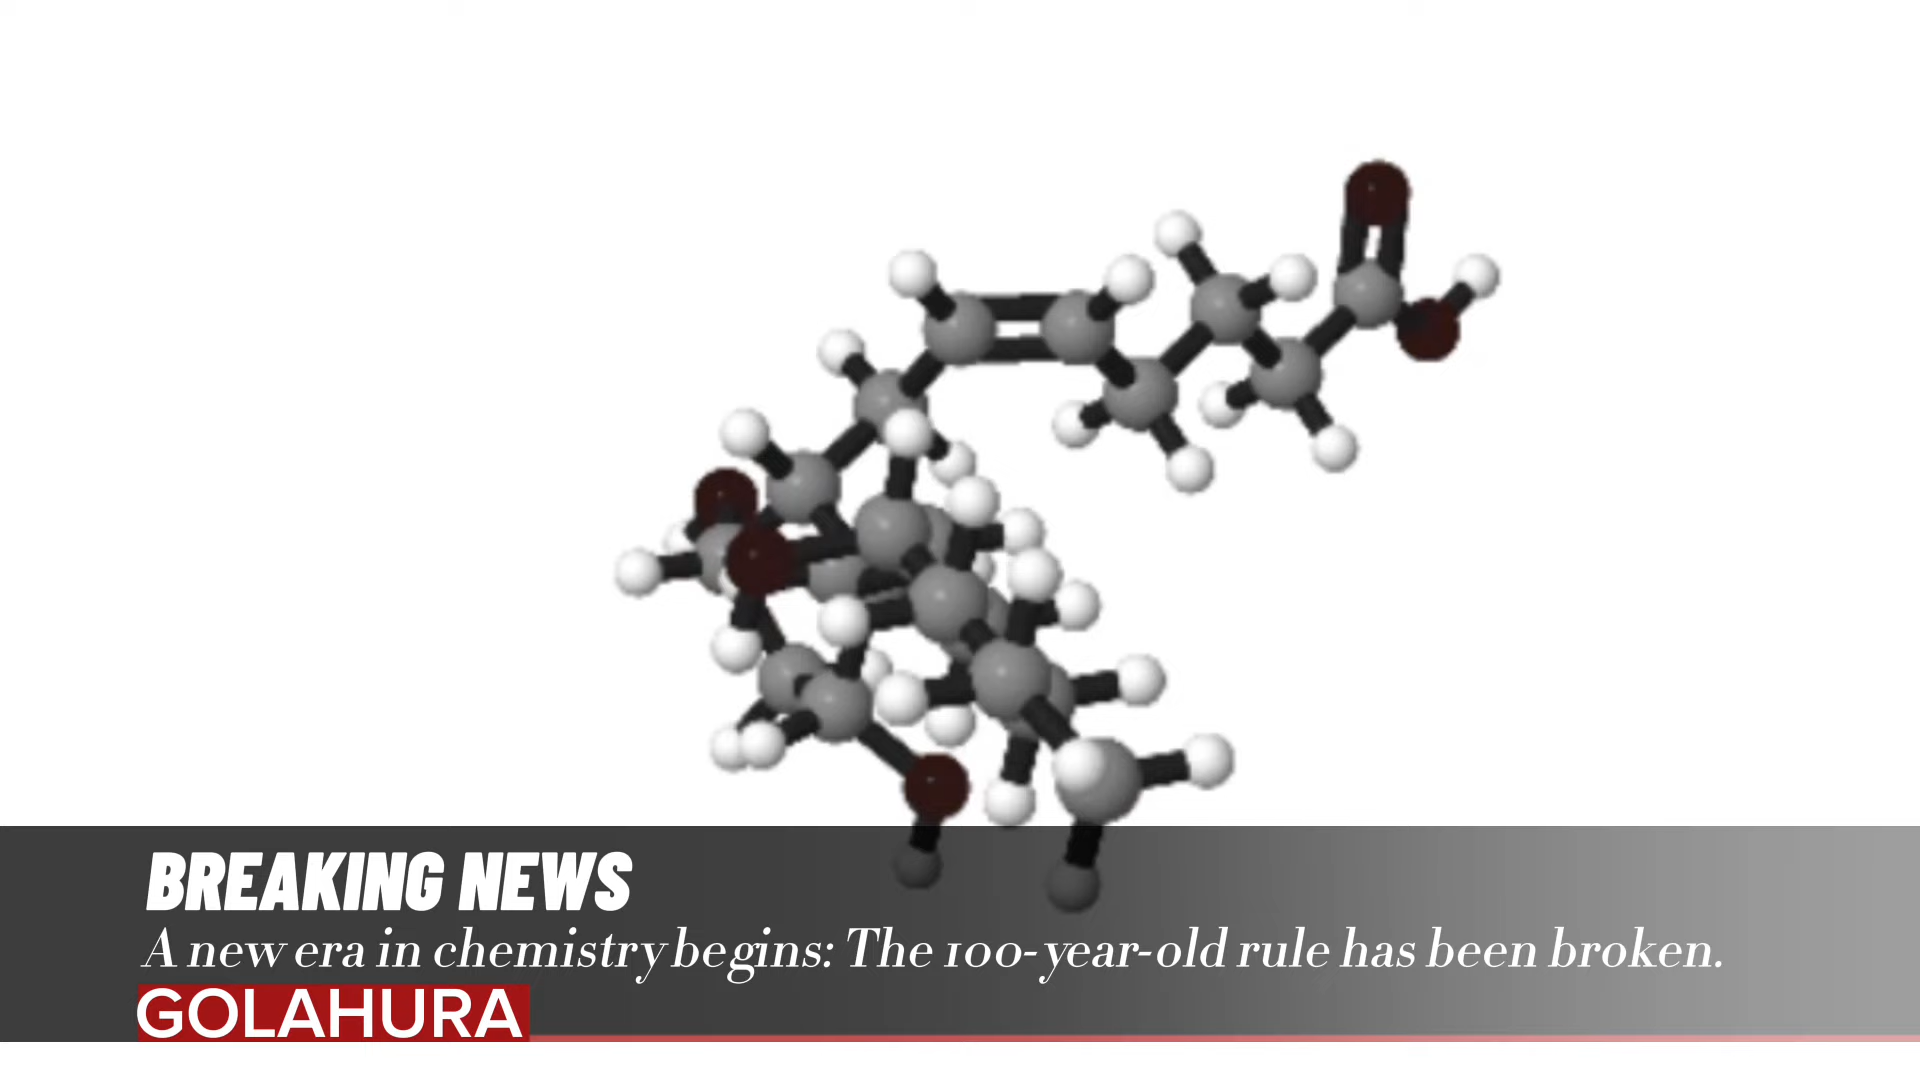 BREAKING NEWS
A new era in chemistry begins: The 100-year-old rule has been broken.
GOLAHURA